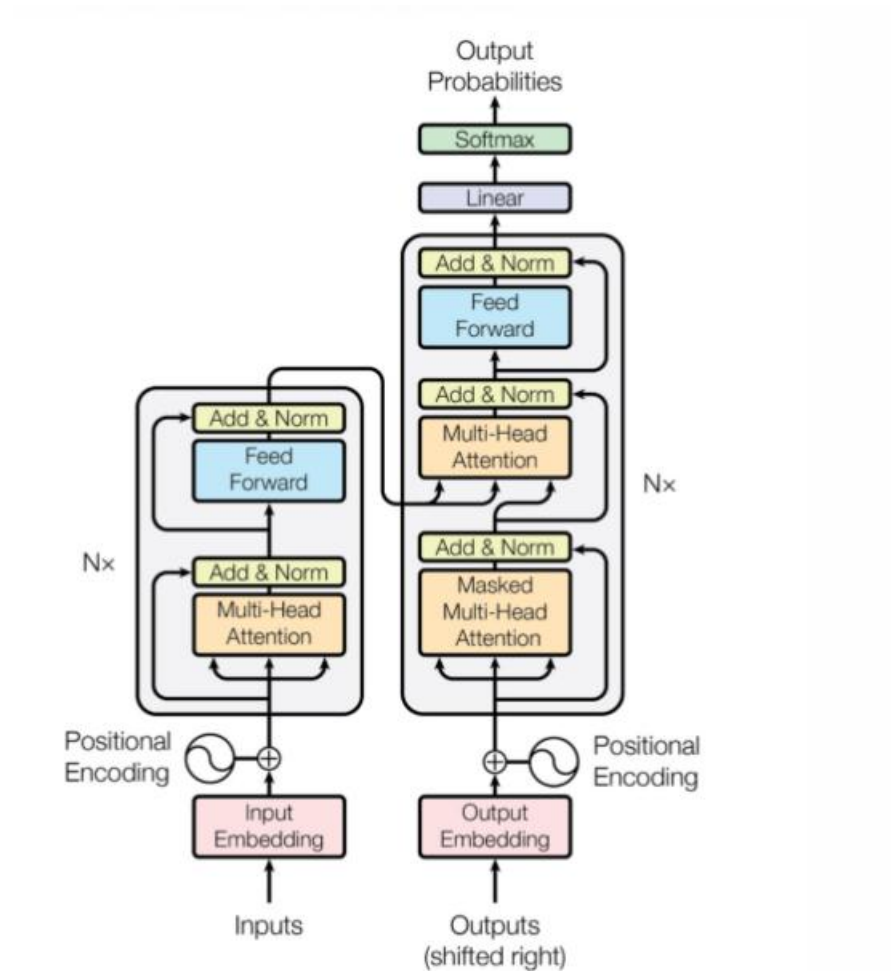 Output
Probabilities
Softmax
Linear
Add & Norm
Feed
Forward
Add & Norm
Multi-Head
Attention
Nx
Add & Norm
Masked
Multi-Head
Attention
Add & Norm
Feed
Forward
Nx
Add & Norm
Multi-Head
Attention
Positional
Encoding
Positional
Encoding
Input
Embedding
Output
Embedding
Inputs
Outputs
(shifted right)